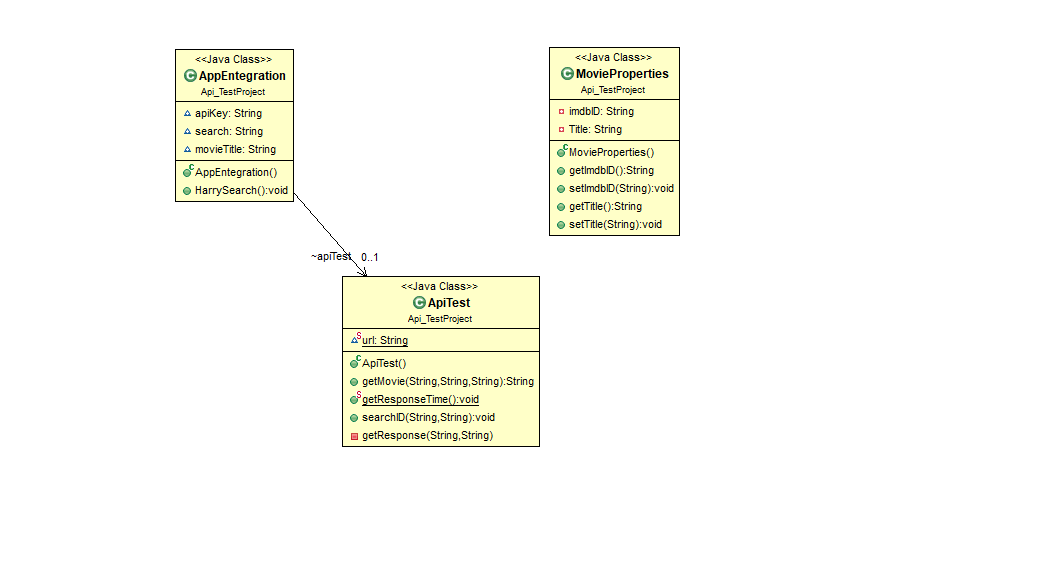 <<Java Class>>
C AppEntegration
Api_TestProject
apiKey: String
search: String
movieTitle: String
C AppEntegration()
HarrySearch():void
<<Java Class>>
C MovieProperties
Api_TestProject
imdbID: String
Title: String
C MovieProperties()
getImdbID():String
setImdbID(String):void
getTitle():String
setTitle(String):void
~apiTest 0..1
<<Java Class>>
C ApiTest
Api_TestProject
S url: String
C ApiTest()
getMovie(String,String,String):String
S getResponseTime():void
searchID(String,String):void
getResponse(String,String)